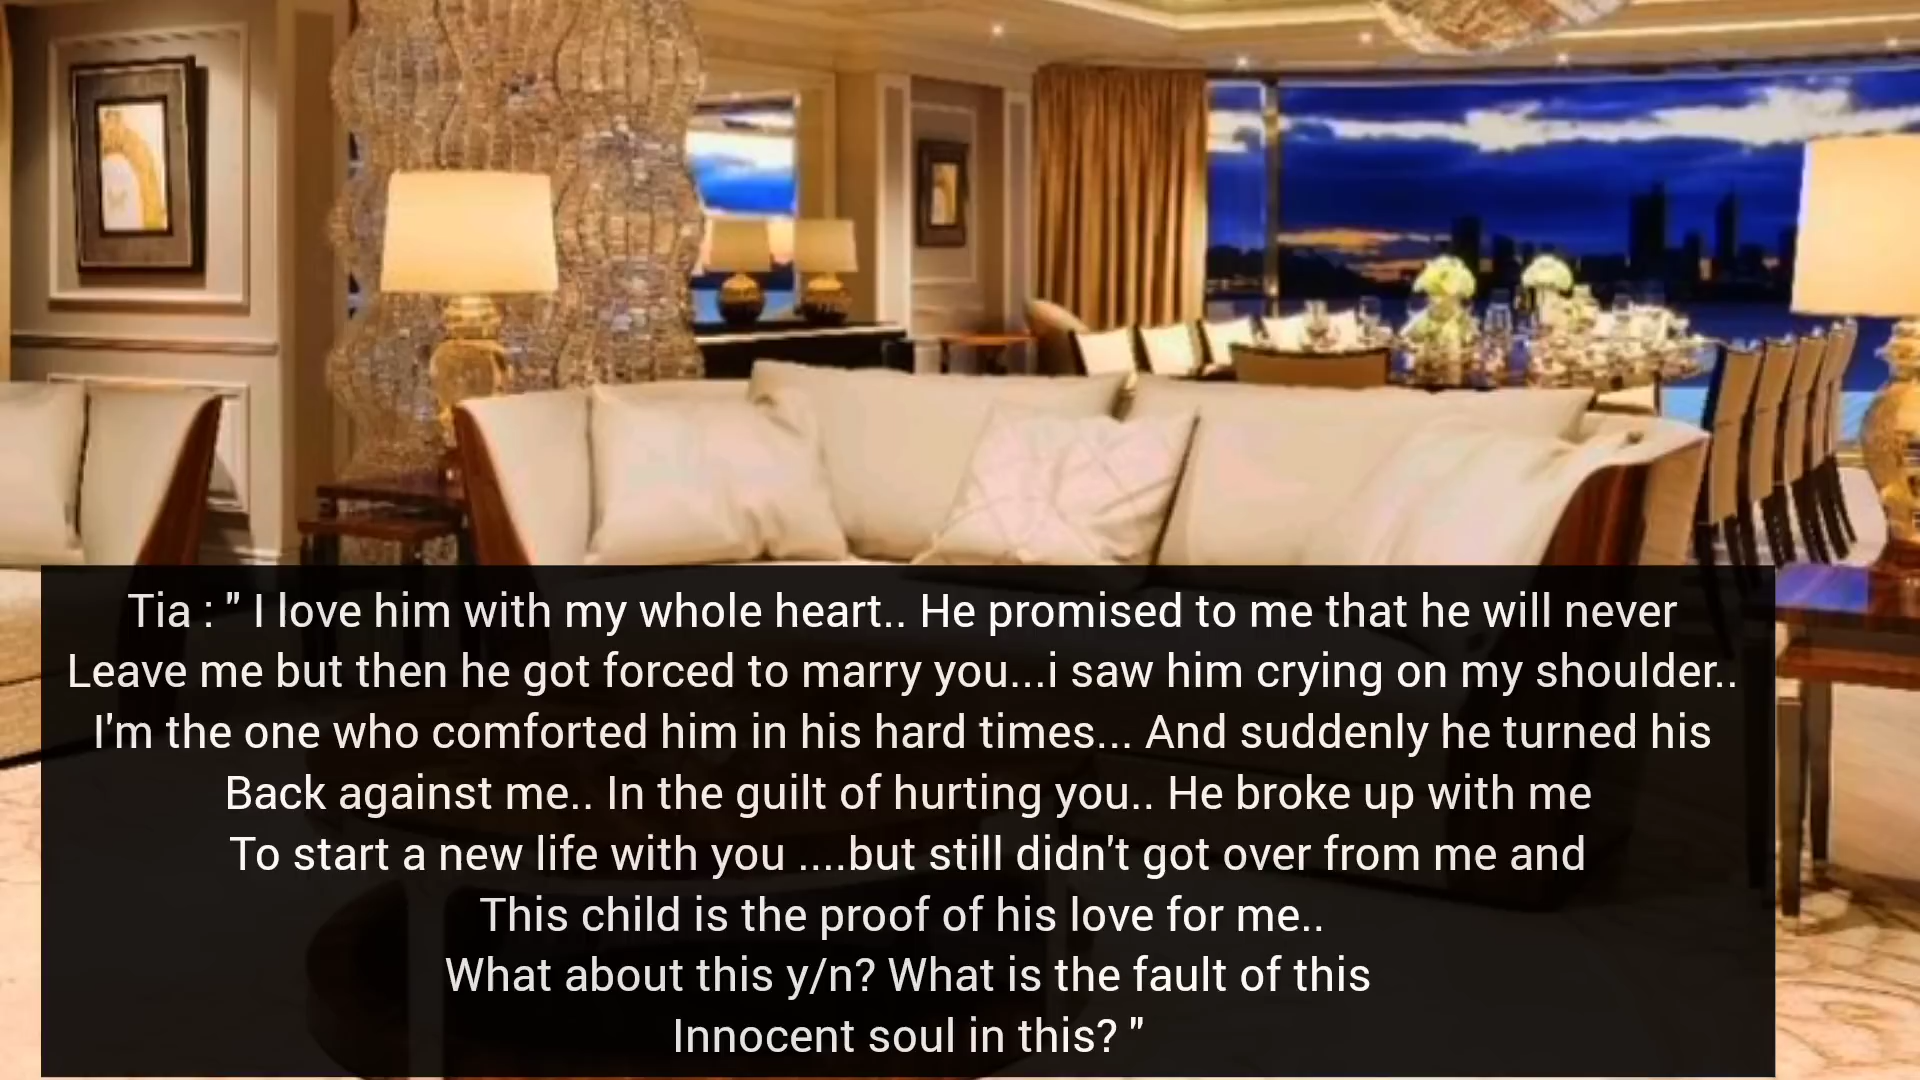 Tia : " I love him with my whole heart.. He promised to me that he will never
Leave me but then he got forced to marry you...i saw him crying on my shoulder..
I'm the one who comforted him in his hard times... And suddenly he turned his
Back against me.. In the guilt of hurting you.. He broke up with me
To start a new life with you ....but still didn't got over from me and
This child is the proof of his love for me..
What about this y/n? What is the fault of this
Innocent soul in this? "